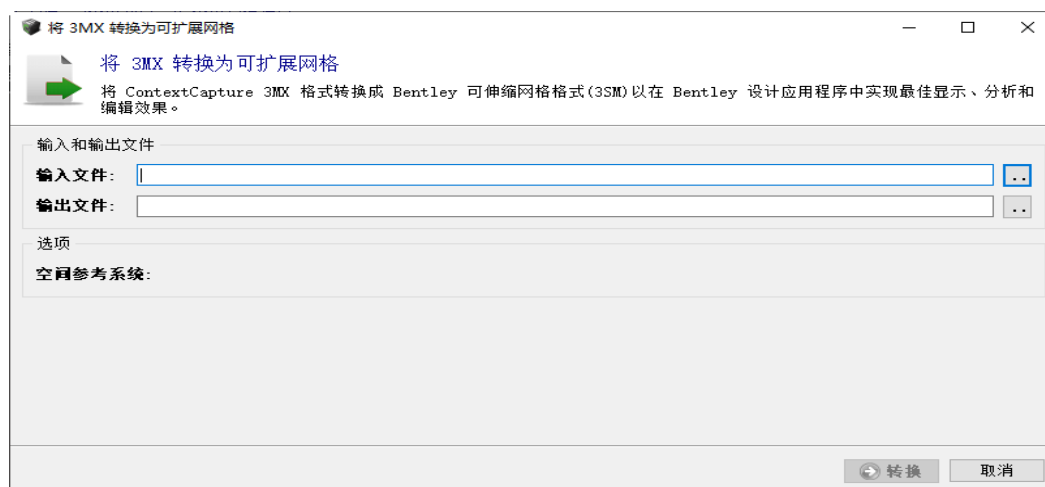 将 3MX 转换为可扩展网格
将 3MX 转换为可扩展网格
将 ContextCapture 3MX 格式转换成 Bentley 可伸缩网格格式(3SM)以在 Bentley 设计应用程序中实现最佳显示、分析和
编辑效果。
输入和输出文件
输入文件:
..
输出文件:
..
选项
空间参考系统:
转换
取消